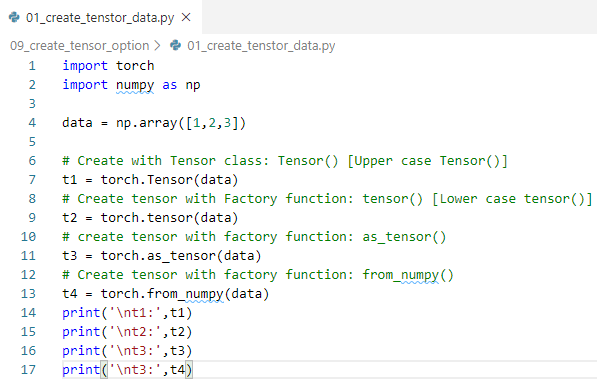 01_create_tenstor_data.py ×
09_create_tensor_option > 01_create_tenstor_data.py
1 import torch
2 import numpy as np
3
4 data = np.array([1,2,3])
5
6 # Create with Tensor class: Tensor() [Upper case Tensor()]
7 t1 = torch.Tensor(data)
8 # Create tensor with Factory function: tensor() [Lower case tensor()]
9 t2 = torch.tensor(data)
10 # create tensor with factory function: as_tensor()
11 t3 = torch.as_tensor(data)
12 # Create tensor with factory function: from_numpy()
13 t4 = torch.from_numpy(data)
14 print('\nt1:',t1)
15 print('\nt2:',t2)
16 print('\nt3:',t3)
17 print('\nt3:',t4)